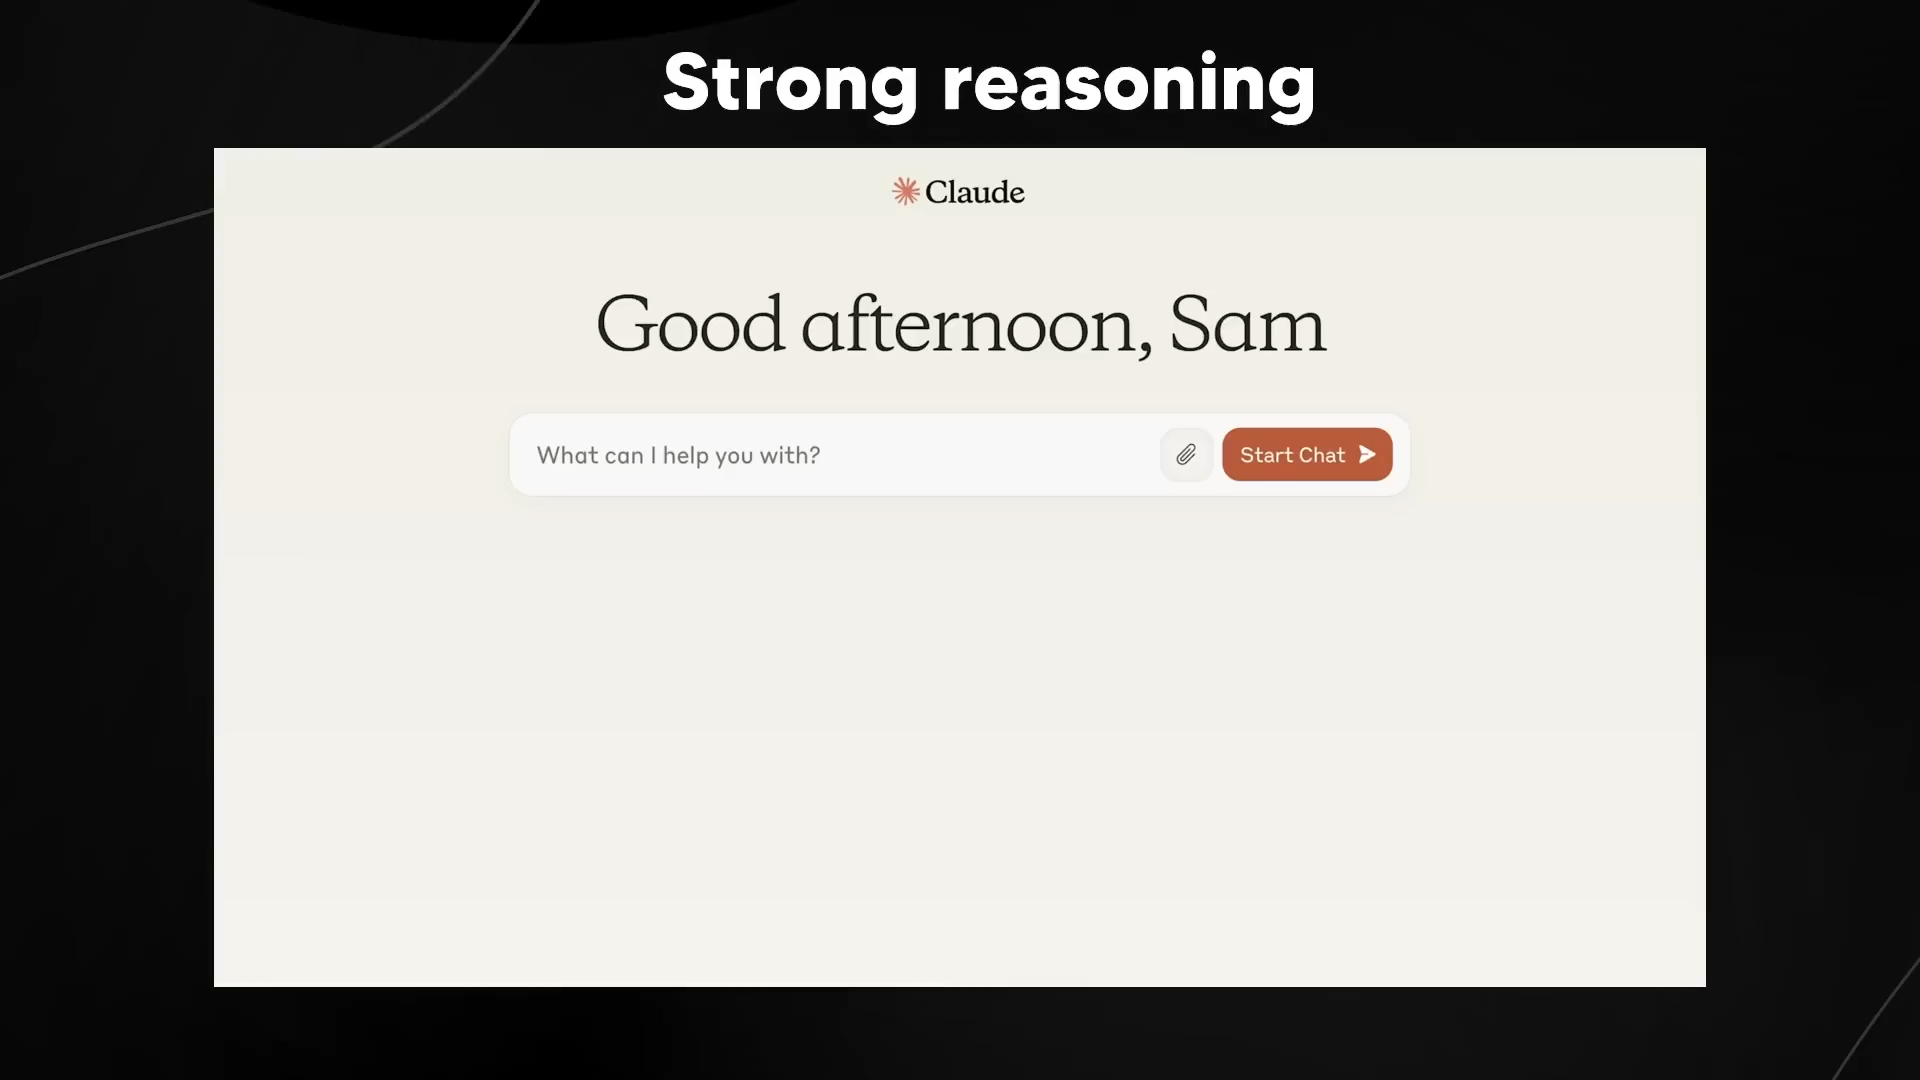 Strong reasoning
Claude
Good afternoon, Sam
What can I help you with?
Start Chat